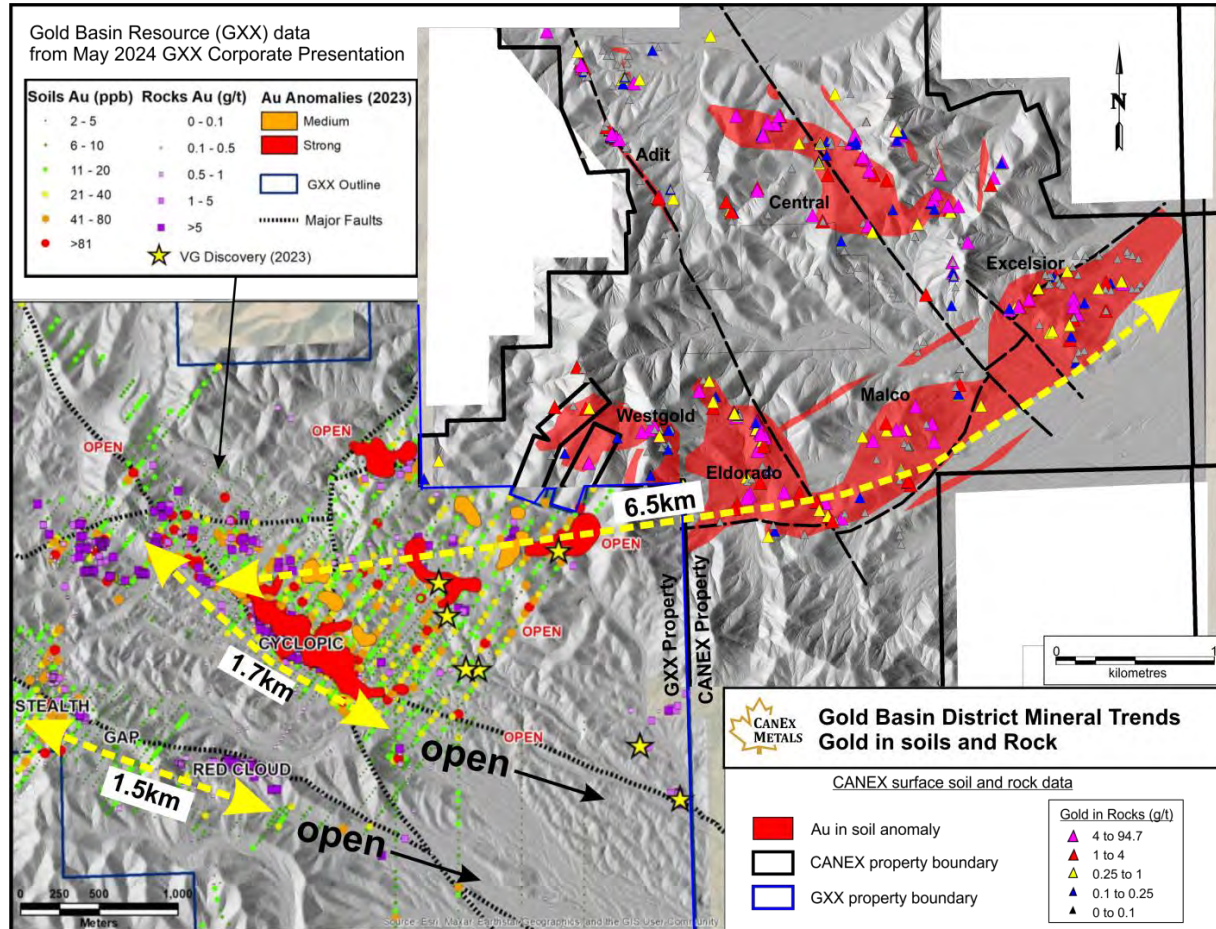 Gold Basin Resource (GXX) data
from May 2024 GXX Corporate Presentation
Soils Au (ppb)
2 - 5
6 - 10
11 - 20
21 - 40
41 - 80
>81
Rocks Au (g/t)
0 - 0.1
0.1 - 0.5
0.5 - 1
1 - 5
>5
Au Anomalies (2023)
Medium
Strong
GXX Outline
Major Faults
VG Discovery (2023)
N
Adit
Central
Excelsior
Malco
Westgold
Eldorado
6.5km
OPEN
OPEN
OPEN
OPEN
OPEN
CYCLOPIC
1.7km
STEALTH
GAP
RED CLOUD
1.5km
open
open
GXX Property
CANEX Property
0 1
kilometres
0 250 500 1,000
Meters
Source: Esri, Maxar, Earthstar Geographics, and the GIS User Community
CANEX
METALS
Gold Basin District Mineral Trends
Gold in soils and Rock
CANEX surface soil and rock data
Au in soil anomaly
CANEX property boundary
GXX property boundary
Gold in Rocks (g/t)
4 to 94.7
1 to 4
0.25 to 1
0.1 to 0.25
0 to 0.1